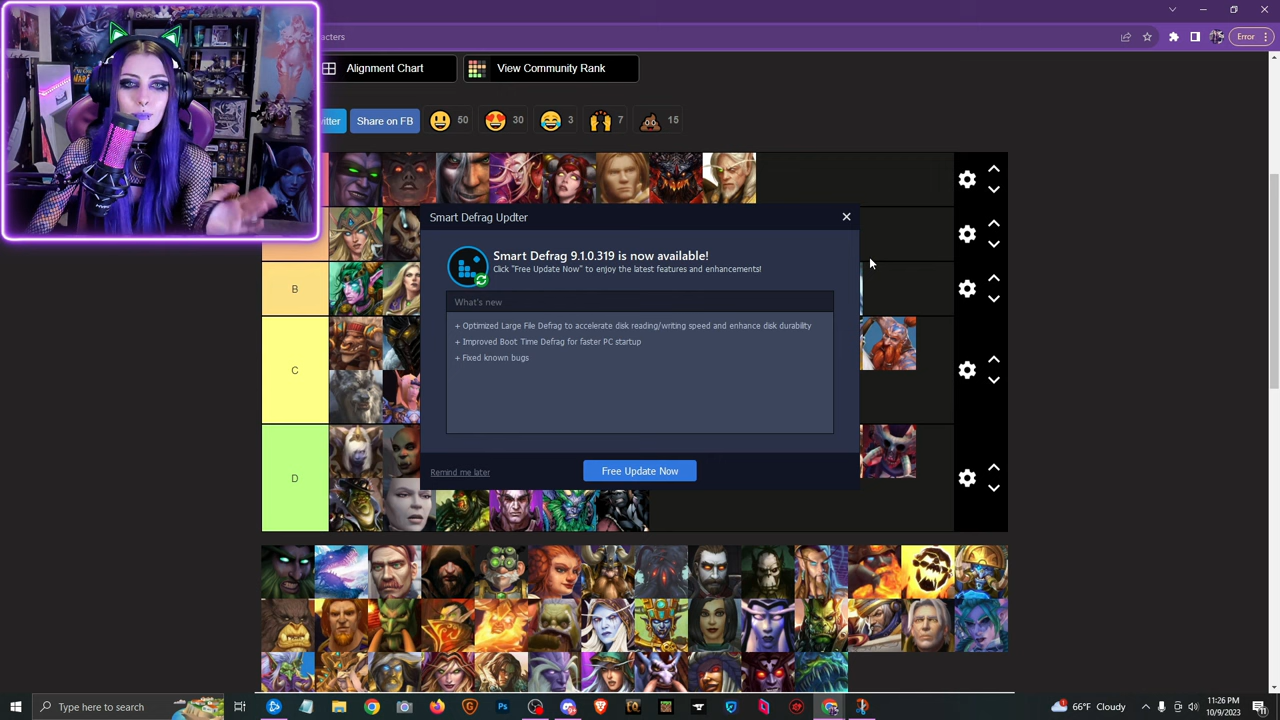 acters
Error
Alignment Chart
View Community Rank
itter
Share on FB
50
30
3
7
15
Smart Defrag Updter
Smart Defrag 9.1.0.319 is now available!
Click "Free Update Now" to enjoy the latest features and enhancements!
What's new
+ Optimized Large File Defrag to accelerate disk reading/writing speed and enhance disk durability
+ Improved Boot Time Defrag for faster PC startup
+ Fixed known bugs
Remind me later
Free Update Now
B
C
D
Type here to search
66°F Cloudy
11:26 PM
10/9/2023